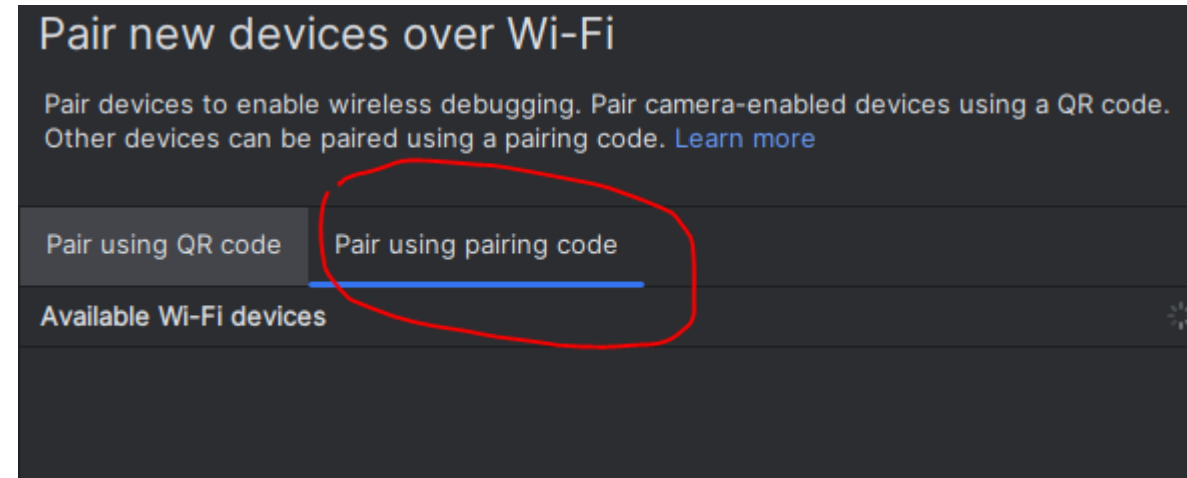 Pair new devices over Wi-Fi
Pair devices to enable wireless debugging. Pair camera-enabled devices using a QR code.
Other devices can be paired using a pairing code. Learn more
Pair using QR code
Pair using pairing code
Available Wi-Fi devices